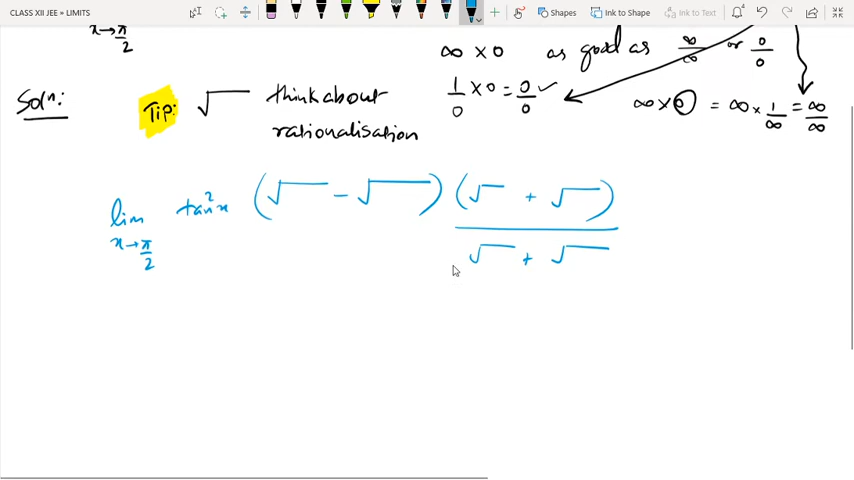 CLASS XII JEE » LIMITS
Shapes
Ink to Shape
Ink to Text
x→π/2
∞ × 0 as good as ∞/∞ or 0/0
Soln:
Tip: √ think about
rationalisation
1/0 × 0 = 0/0 ✓
∞ × 0 = ∞ × 1/∞ = ∞/∞
lim x→π/2 tan²x (√ − √) (√ + √)
√ + √